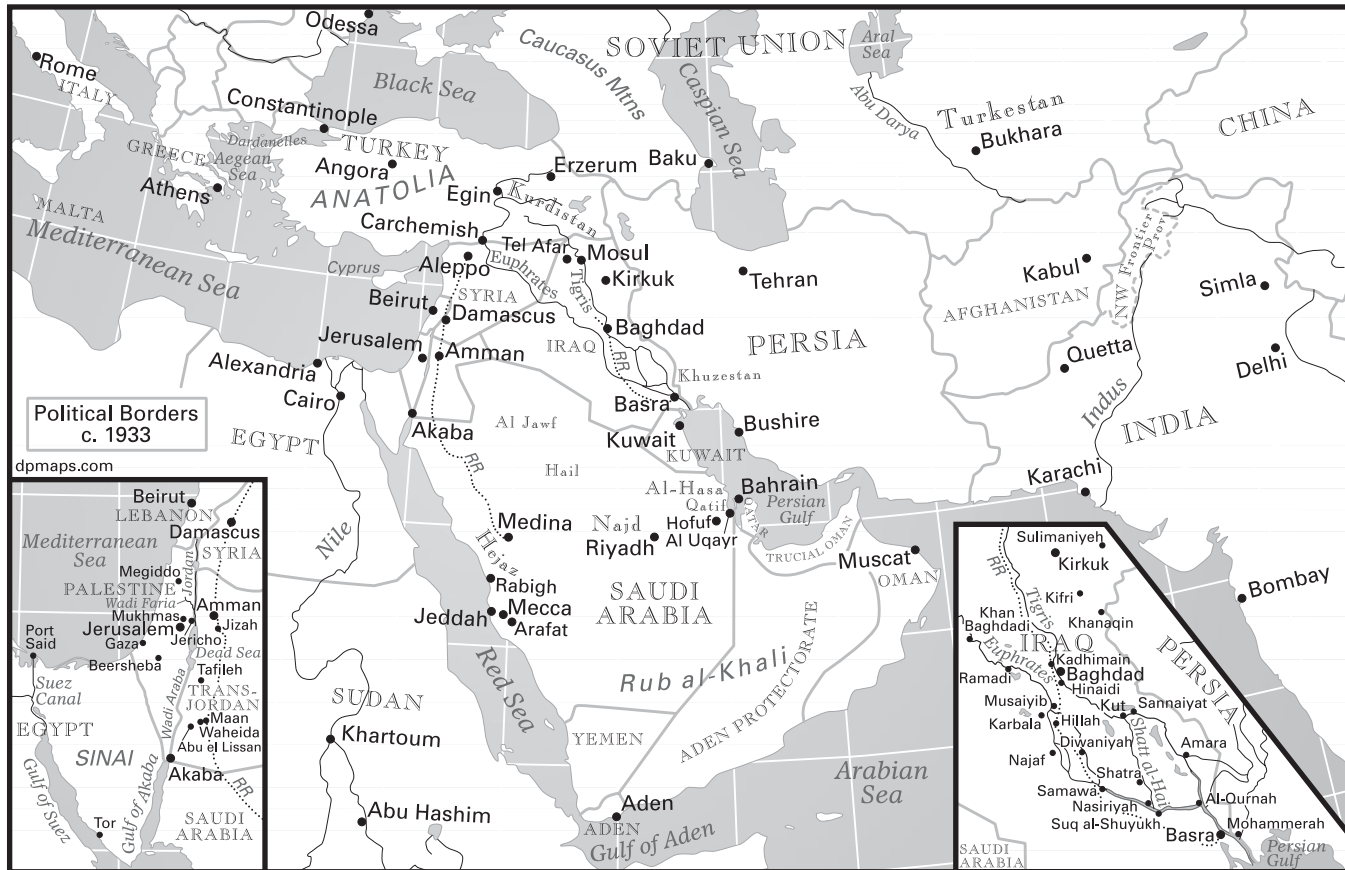 Odessa
SOVIET UNION
Aral
Sea
Rome
ITALY
Black Sea
Caucasus Mtns
Caspian Sea
Abu Darya
Turkestan
Bukhara
CHINA
Constantinople
Dardanelles
TURKEY
GREECE
Aegean
Sea
Angora
ANATOLIA
Erzerum
Baku
Athens
Egin
Kurdistan
MALTA
Mediterranean Sea
Carchemish
Tel Afar
Mosul
Cyprus
Aleppo
Euphrates
Tigris
Kirkuk
Tehran
Kabul
NW Frontier
Prov.
AFGHANISTAN
Simla
Beirut
SYRIA
Damascus
Baghdad
Jerusalem
Amman
IRAQ
RR
PERSIA
Quetta
Delhi
Alexandria
Khuzestan
Cairo
Basra
Indus
INDIA
Political Borders
c. 1933
EGYPT
Akaba
Al Jawf
Kuwait
KUWAIT
Bushire
dpmaps.com
RR
Hail
Karachi
Al-Hasa
Qatif
Bahrain
QATAR
Persian
Gulf
Nile
Medina
Najd
Riyadh
Hofuf
Al Uqayr
TRUCIAL OMAN
Muscat
OMAN
Hejaz
Rabigh
SAUDI
ARABIA
Bombay
Jeddah
Mecca
Arafat
Red Sea
Rub al-Khali
SUDAN
ADEN PROTECTORATE
Khartoum
YEMEN
Arabian
Sea
Abu Hashim
Aden
ADEN
Gulf of Aden
Beirut
LEBANON
Damascus
Mediterranean
Sea
SYRIA
Megiddo
Jordan
PALESTINE
Wadi Faria
Amman
Mukhmas
Jizah
Jerusalem
Port
Said
Gaza
Jericho
Dead Sea
Beersheba
Tafileh
Suez
Canal
Wadi Araba
TRANS-
JORDAN
EGYPT
Maan
Waheida
Abu el Lissan
SINAI
Akaba
RR
Gulf of Suez
Gulf of Akaba
SAUDI
ARABIA
Tor
Sulimaniyeh
Kirkuk
RR
Tigris
Kifri
Khan
Baghdadi
Khanaqin
IRAQ
PERSIA
Euphrates
Kadhimain
Baghdad
Ramadi
Hinaidi
Musaiyib
Kut
Sannaiyat
Karbala
Hillah
Shatt al-Hai
Diwaniyah
Amara
Najaf
Shatra
Samawa
Nasiriyah
Al-Qurnah
Suq al-Shuyukh
Mohammerah
Basra
SAUDI
ARABIA
Persian
Gulf